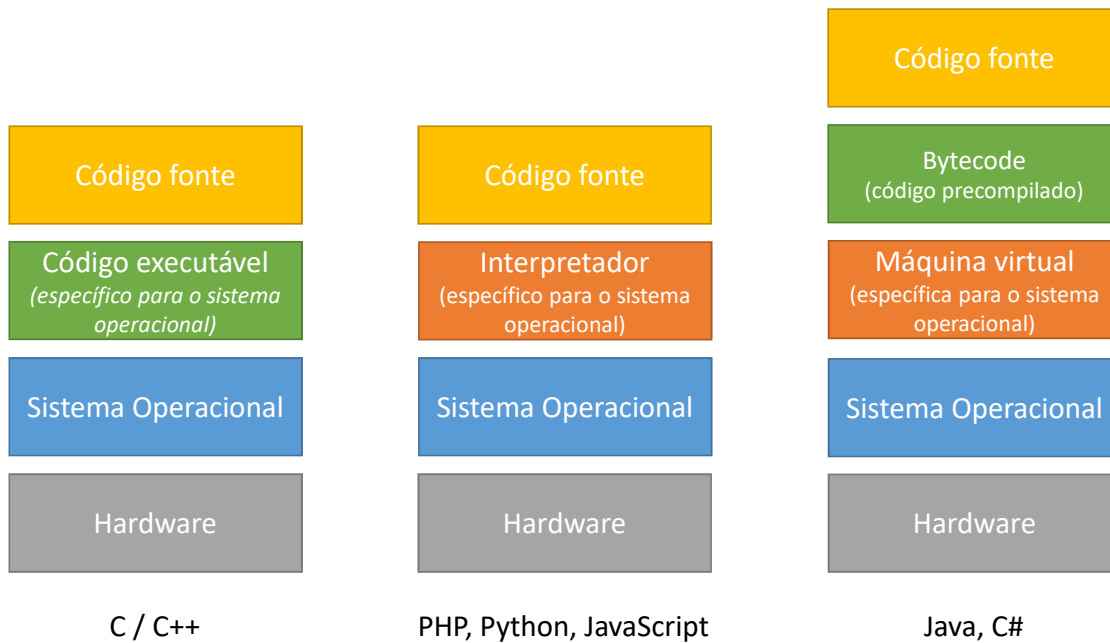 Código fonte
Código executável
(específico para o sistema
operacional)
Sistema Operacional
Hardware
C / C++
Código fonte
Interpretador
(específico para o sistema
operacional)
Sistema Operacional
Hardware
PHP, Python, JavaScript
Código fonte
Bytecode
(código precompilado)
Máquina virtual
(específica para o sistema
operacional)
Sistema Operacional
Hardware
Java, C#